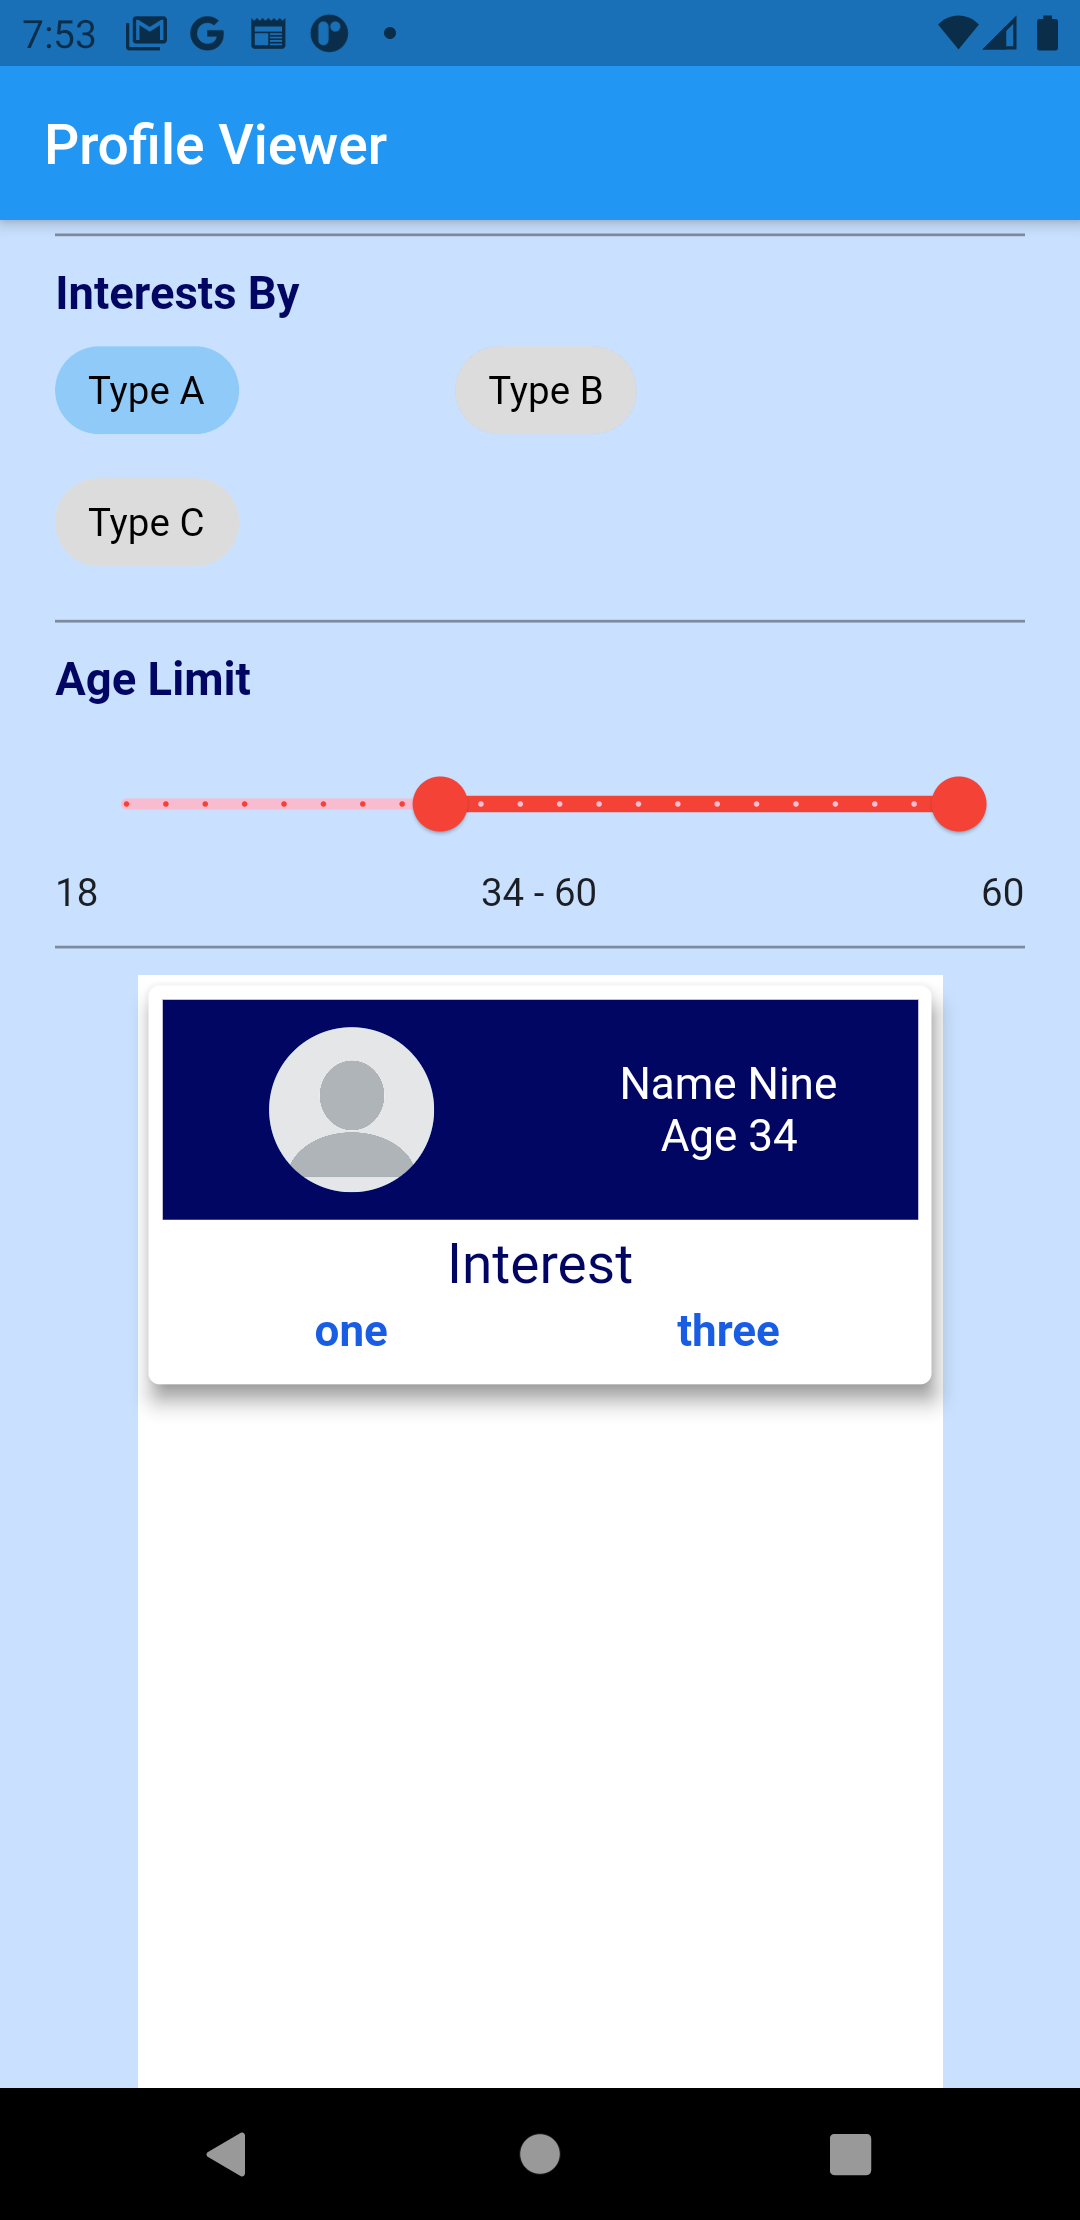 7:53
Profile Viewer
Interests By
Type A Type B
Type C
Age Limit
18 34 - 60 60
Name Nine
Age 34
Interest
one three